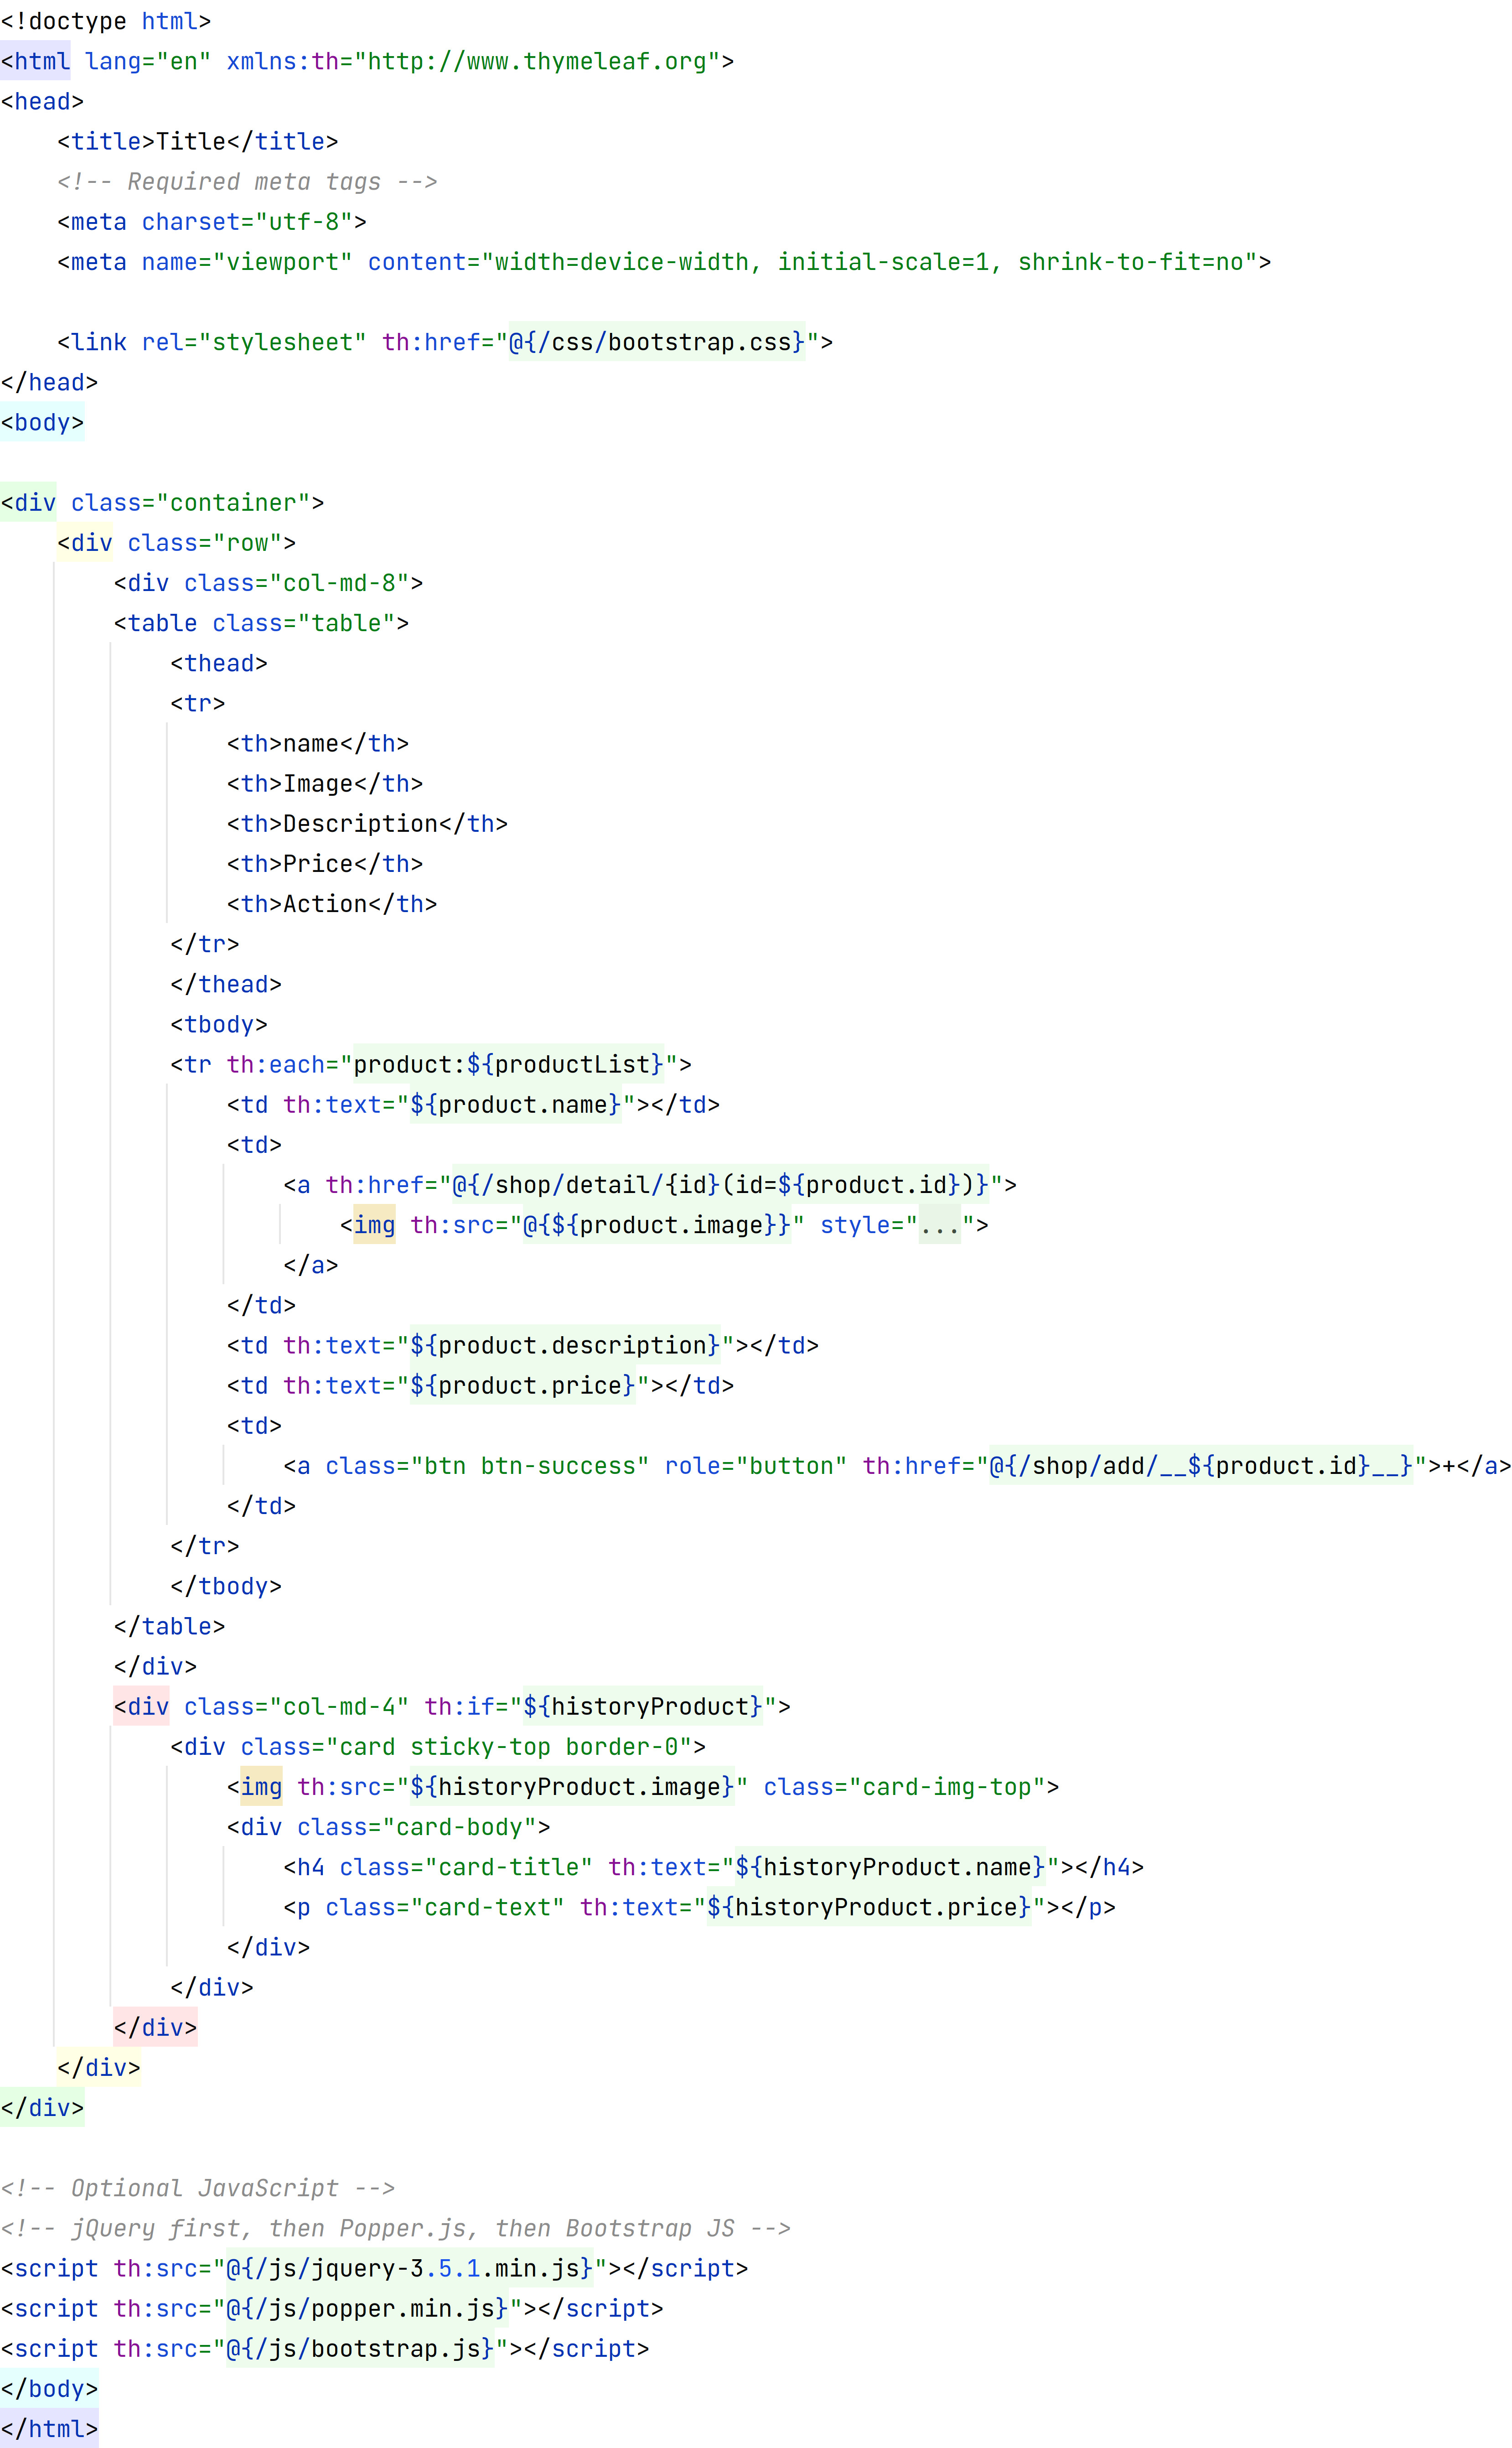 <!doctype html>
<html lang="en" xmlns:th="http://www.thymeleaf.org">
<head>
    <title>Title</title>
    <!-- Required meta tags -->
    <meta charset="utf-8">
    <meta name="viewport" content="width=device-width, initial-scale=1, shrink-to-fit=no">

    <link rel="stylesheet" th:href="@{/css/bootstrap.css}">
</head>
<body>

<div class="container">
    <div class="row">
        <div class="col-md-8">
        <table class="table">
            <thead>
            <tr>
                <th>name</th>
                <th>Image</th>
                <th>Description</th>
                <th>Price</th>
                <th>Action</th>
            </tr>
            </thead>
            <tbody>
            <tr th:each="product:${productList}">
                <td th:text="${product.name}"></td>
                <td>
                    <a th:href="@{/shop/detail/{id}(id=${product.id})}">
                        <img th:src="@{${product.image}}" style="...">
                    </a>
                </td>
                <td th:text="${product.description}"></td>
                <td th:text="${product.price}"></td>
                <td>
                    <a class="btn btn-success" role="button" th:href="@{/shop/add/__${product.id}__}">+</a>
                </td>
            </tr>
            </tbody>
        </table>
        </div>
        <div class="col-md-4" th:if="${historyProduct}">
            <div class="card sticky-top border-0">
                <img th:src="${historyProduct.image}" class="card-img-top">
                <div class="card-body">
                    <h4 class="card-title" th:text="${historyProduct.name}"></h4>
                    <p class="card-text" th:text="${historyProduct.price}"></p>
                </div>
            </div>
        </div>
    </div>
</div>

<!-- Optional JavaScript -->
<!-- jQuery first, then Popper.js, then Bootstrap JS -->
<script th:src="@{/js/jquery-3.5.1.min.js}"></script>
<script th:src="@{/js/popper.min.js}"></script>
<script th:src="@{/js/bootstrap.js}"></script>
</body>
</html>